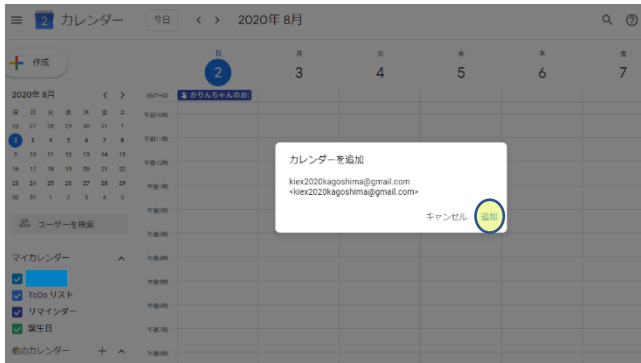 2 カレンダー 今日 < > 2020年 8月
作成
日 月 火 水 木 金
2 3 4 5 6 7
2020年 8月 < >
日 月 火 水 木 金 土
26 27 28 29 30 31 1
2 3 4 5 6 7 8
9 10 11 12 13 14 15
16 17 18 19 20 21 22
23 24 25 26 27 28 29
30 31 1 2 3 4 5
かりんちゃんのお
午前10時
午前11時
午後12時
午後1時
午後2時
午後3時
午後4時
午後5時
午後6時
午後7時
午後8時
カレンダーを追加
kiex2020kagoshima@gmail.com
<kiex2020kagoshima@gmail.com>
キャンセル 追加
ユーザーを検索
マイカレンダー
ToDo リスト
リマインダー
誕生日
他のカレンダー